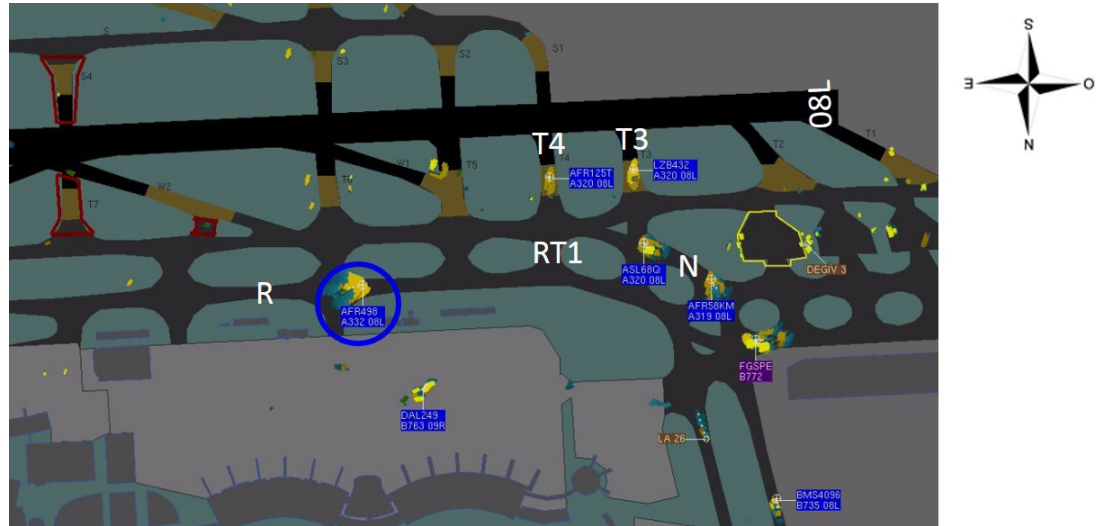 S
S
S4
S3
S2
S1
08L
T1
T4
T3
T4
T3
T2
W1
T5
T6
W2
T7
AFR125T
A320 08L
LZB432
A320 08L
RT1
N
R
ASL68Q
A320 08L
DEGIV 3
AFR58KM
A319 08L
AFR498
A332 08L
FGSPE
B772
DAL249
B763 09R
LA 26
BMS4096
B735 08L
E
O
N